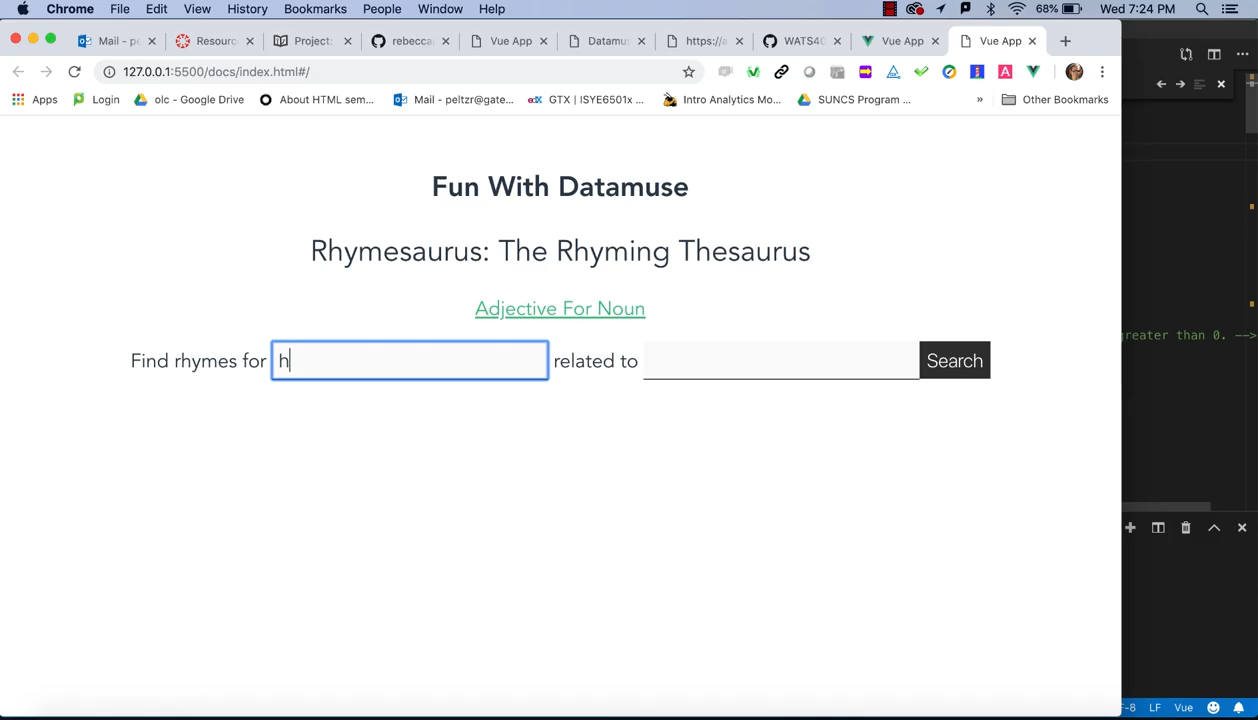 Chrome File Edit View History Bookmarks People Window Help 68% Wed 7:24 PM
Mail - pe Resourc Project: rebecca Vue App Datamus https://a WATS40 Vue App Vue App
127.0.0.1:5500/docs/index.html#/
Apps Login olc - Google Drive About HTML sem... Mail - peltzr@gate... GTX | ISYE6501x ... Intro Analytics Mo... SUNCS Program ... » Other Bookmarks
Fun With Datamuse
Rhymesaurus: The Rhyming Thesaurus
Adjective For Noun
greater than 0. -->
Find rhymes for h related to Search
F-8 LF Vue